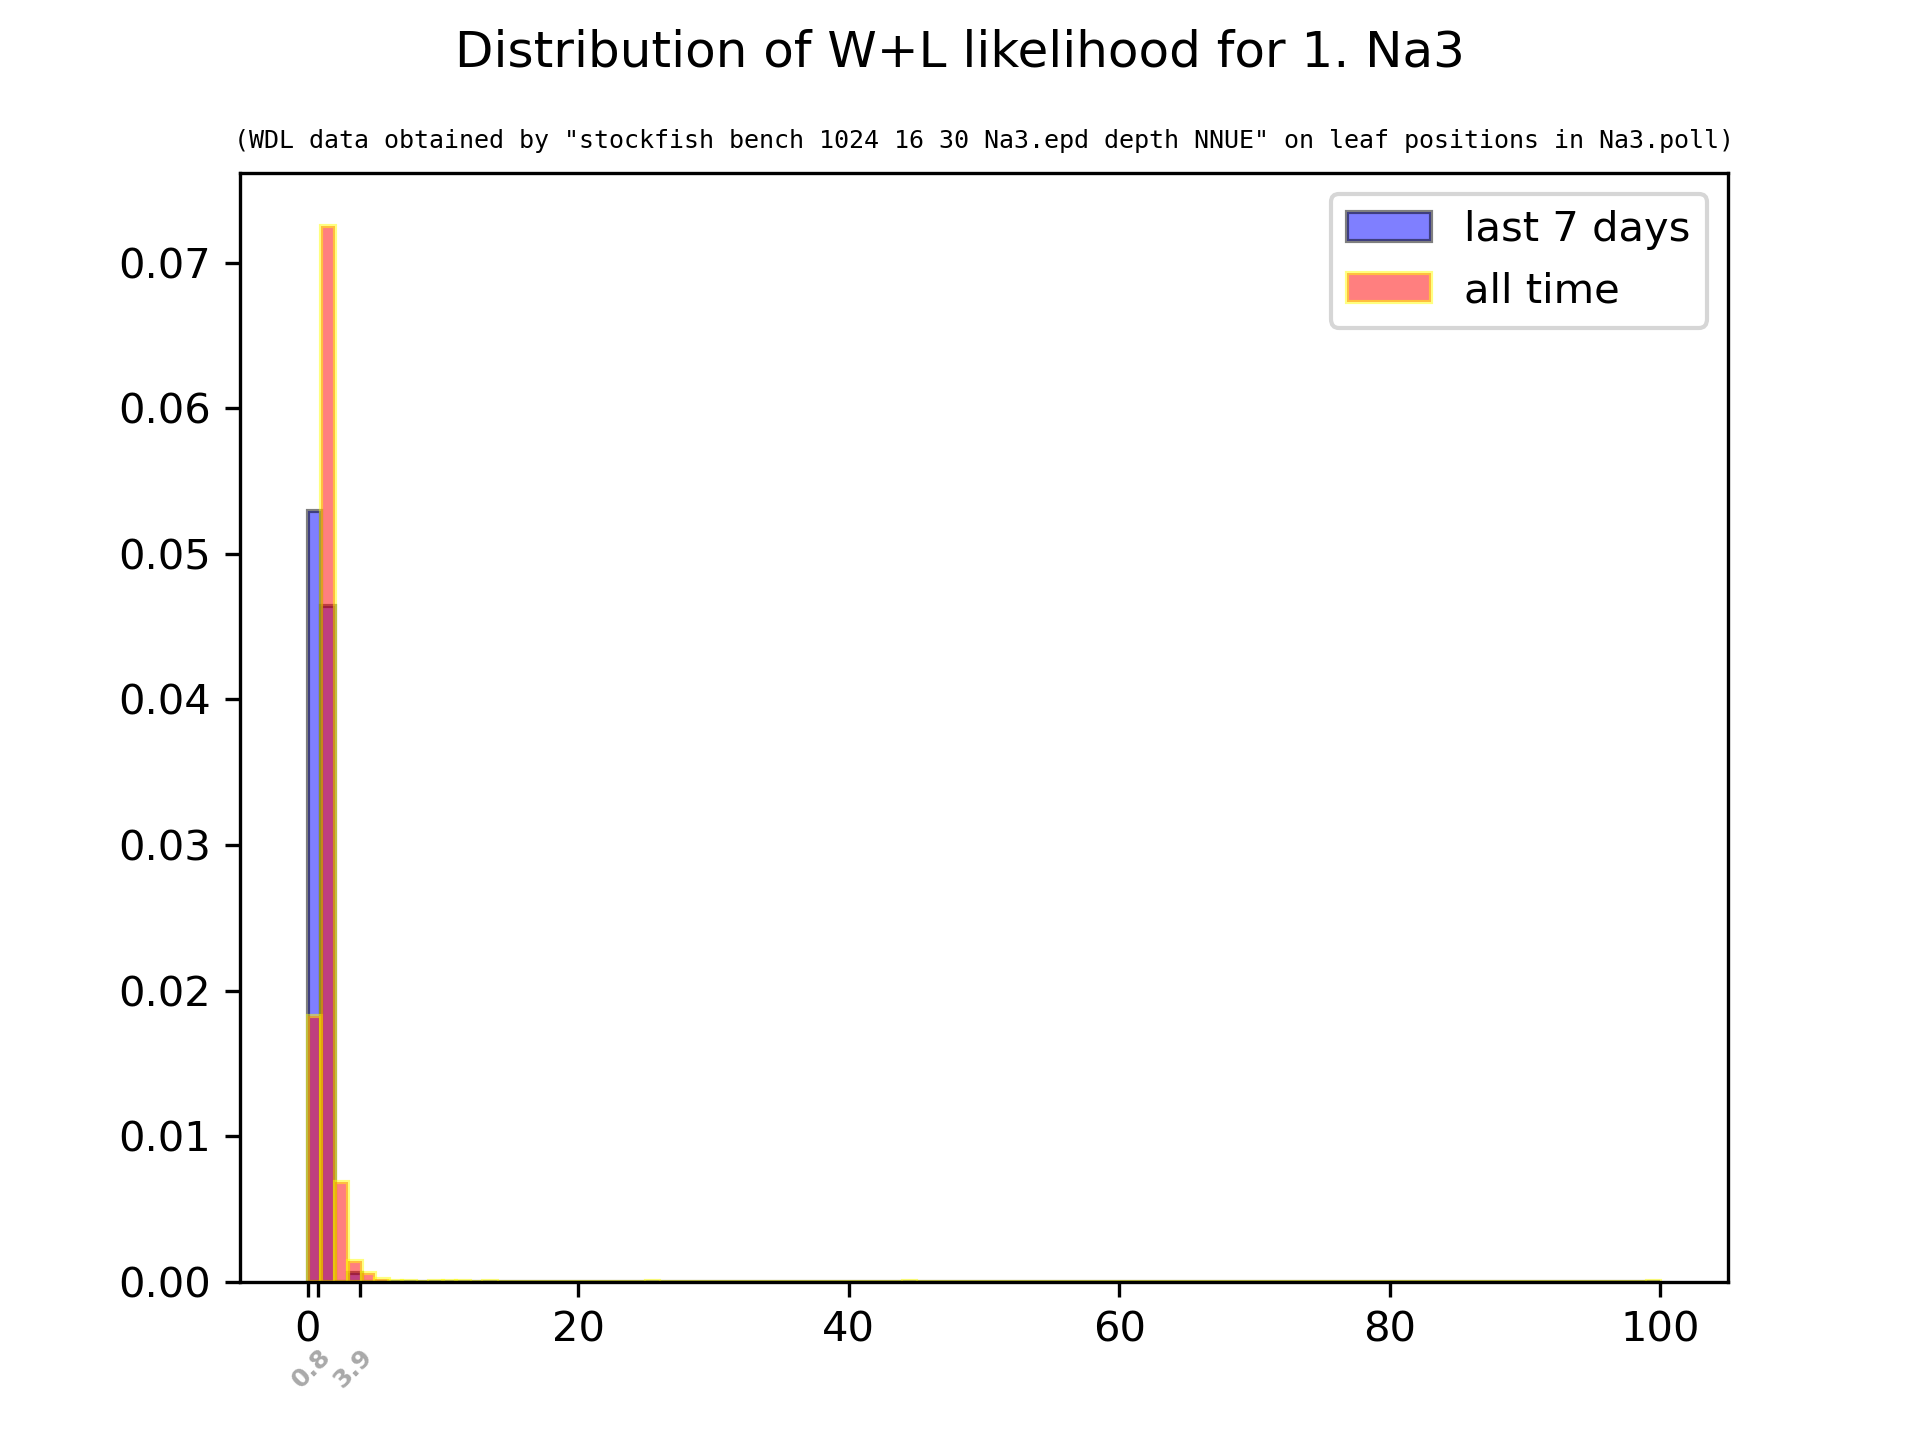 Distribution of W+L likelihood for 1. Na3
(WDL data obtained by "stockfish bench 1024 16 30 Na3.epd depth NNUE" on leaf positions in Na3.poll)
last 7 days
all time
0.07
0.06
0.05
0.04
0.03
0.02
0.01
0.00
0 20 40 60 80 100
0.8 3.9